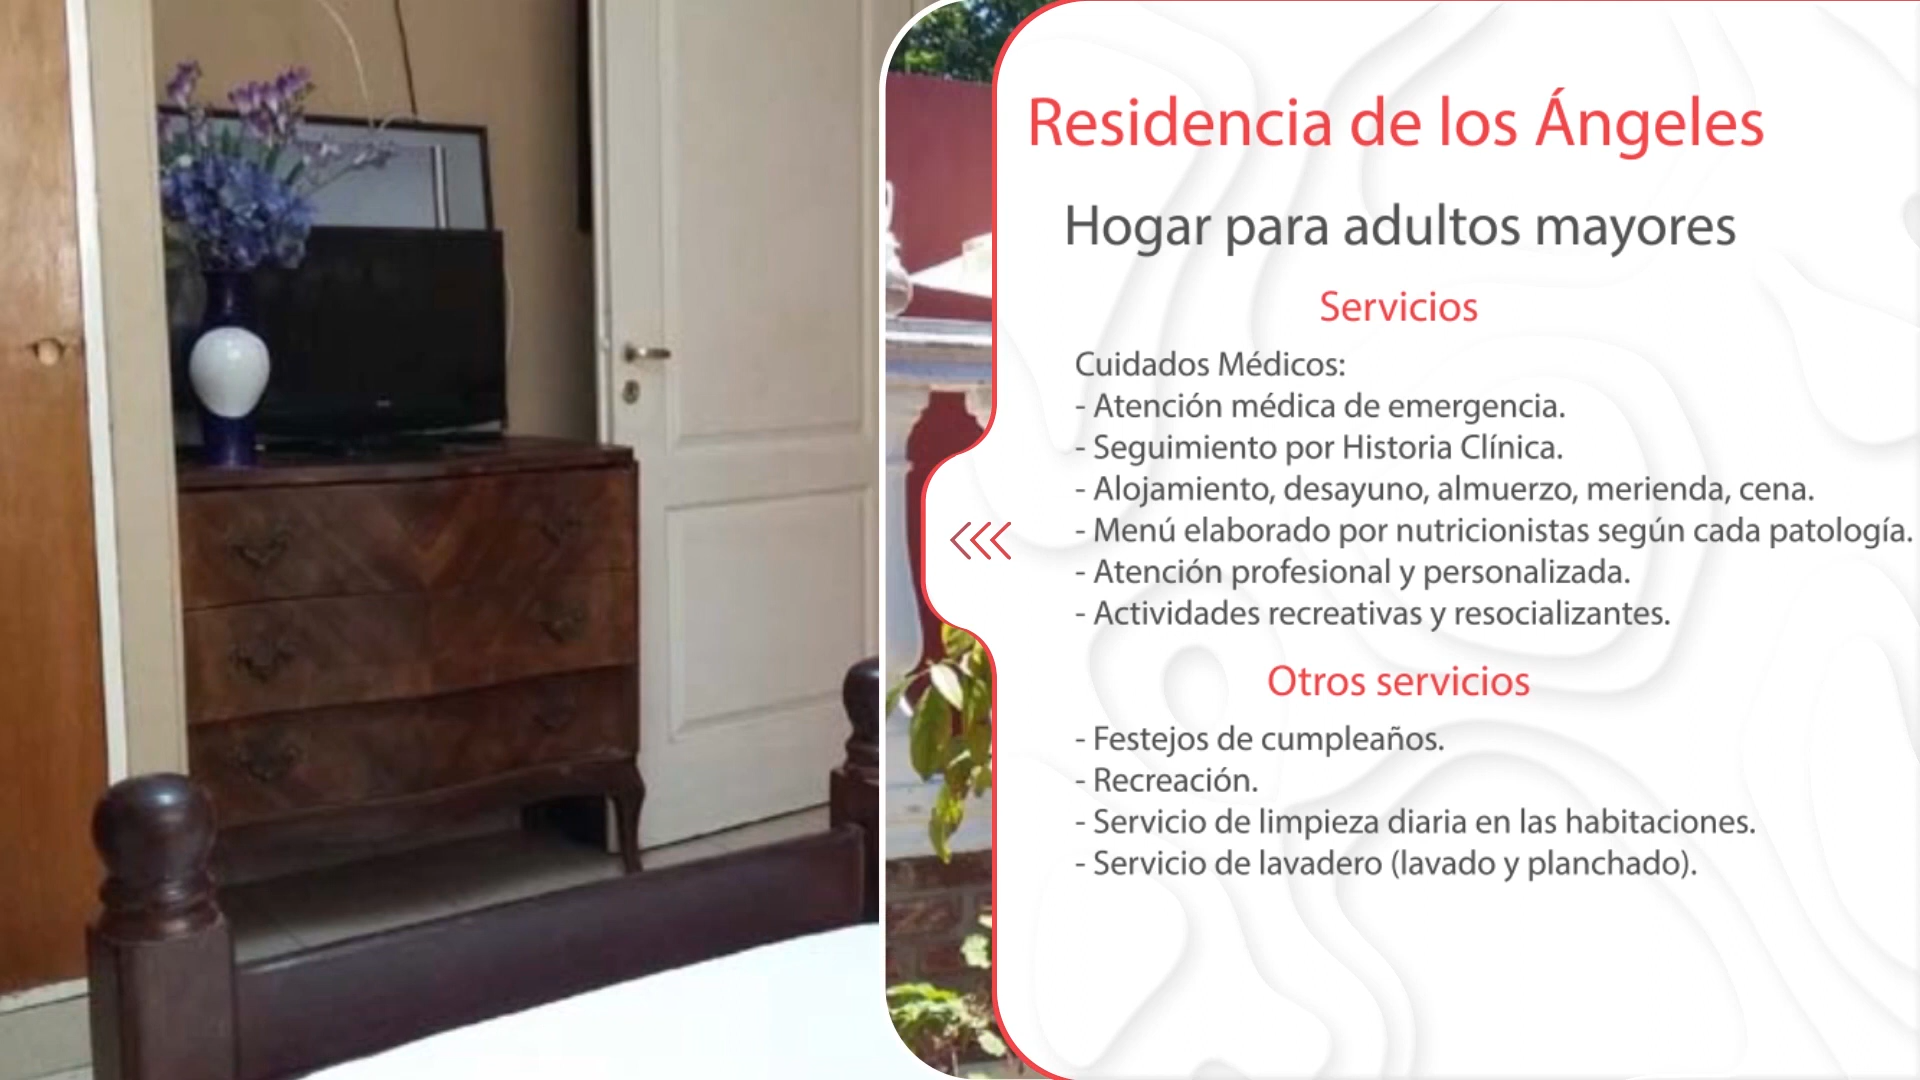 Residencia de los Ángeles
Hogar para adultos mayores
Servicios
Cuidados Médicos:
- Atención médica de emergencia.
- Seguimiento por Historia Clínica.
- Alojamiento, desayuno, almuerzo, merienda, cena.
- Menú elaborado por nutricionistas según cada patología.
- Atención profesional y personalizada.
- Actividades recreativas y resocializantes.
Otros servicios
- Festejos de cumpleaños.
- Recreación.
- Servicio de limpieza diaria en las habitaciones.
- Servicio de lavadero (lavado y planchado).